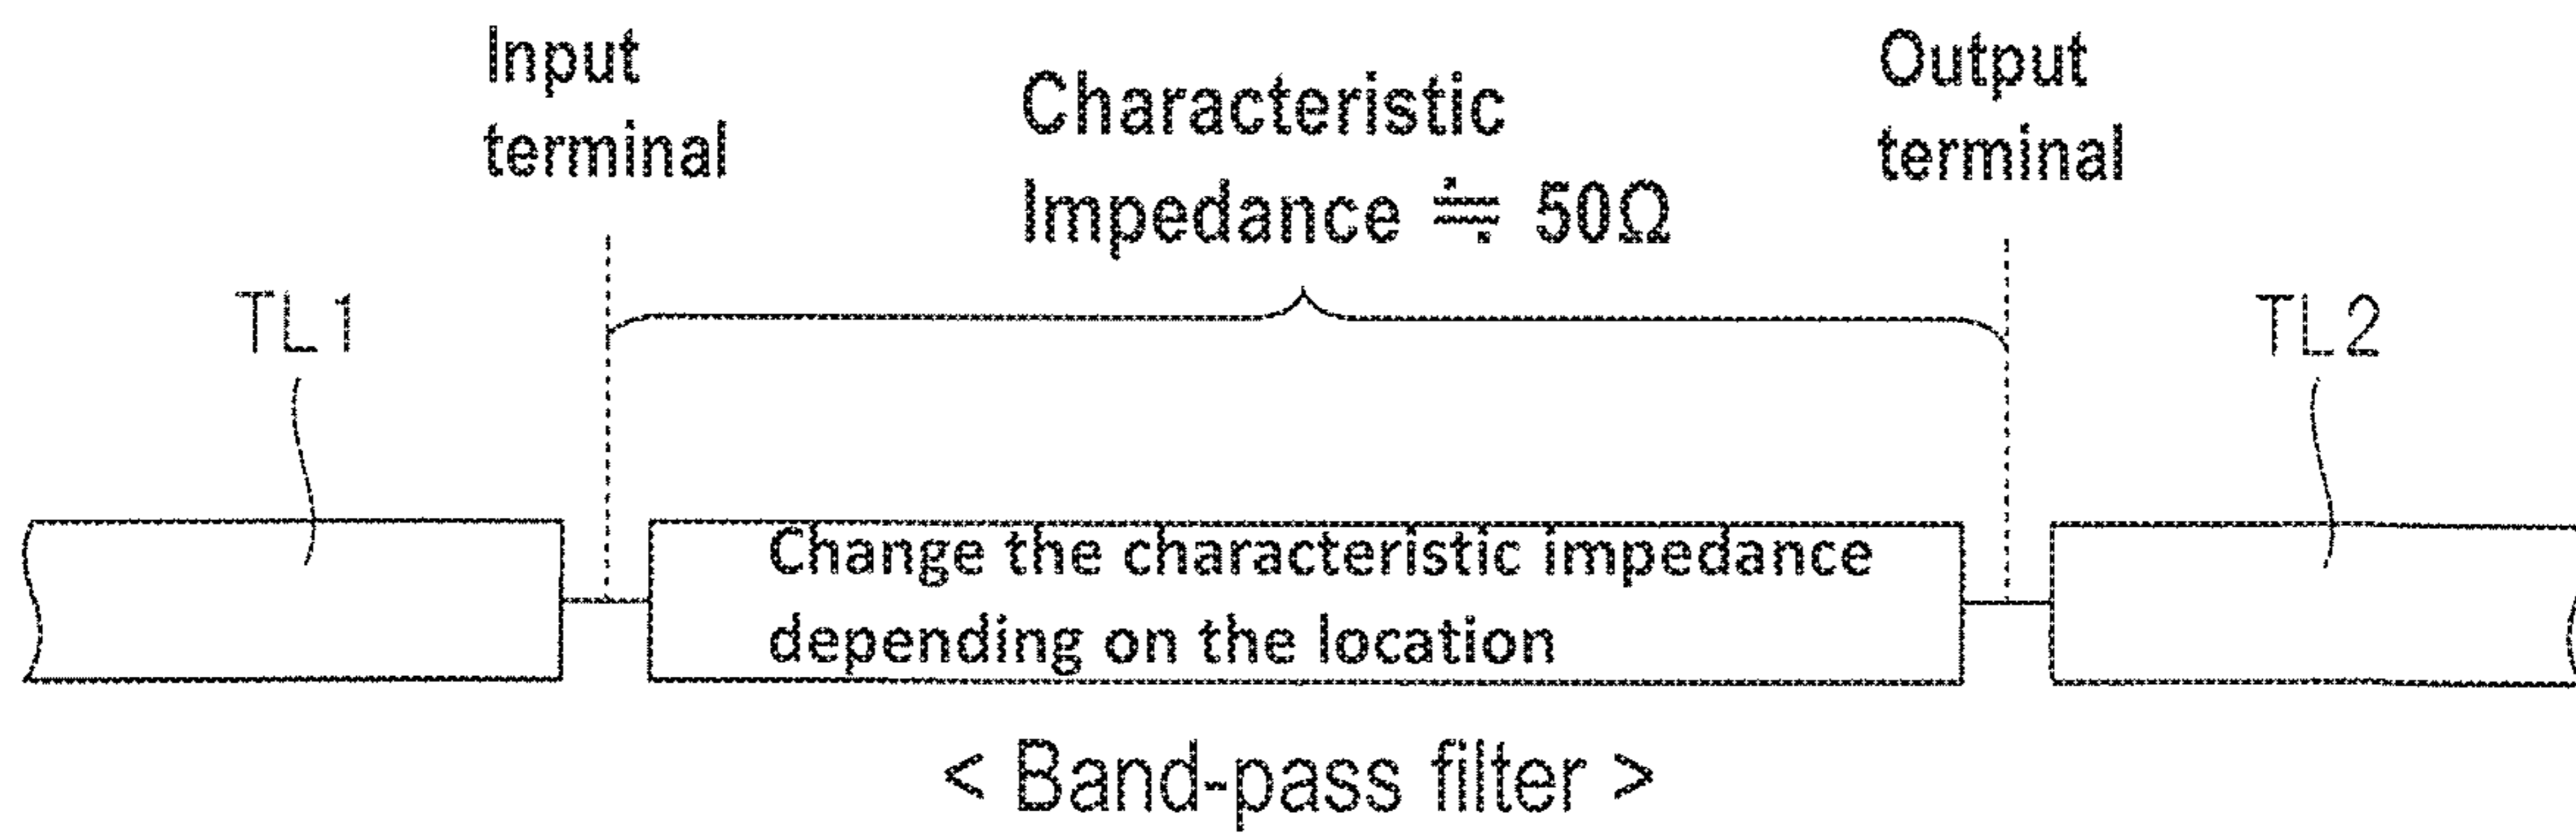 Input
terminal
Characteristic
Impedance ≒ 50Ω
Output
terminal
TL1
TL2
Change the characteristic impedance
depending on the location
< Band-pass filter >